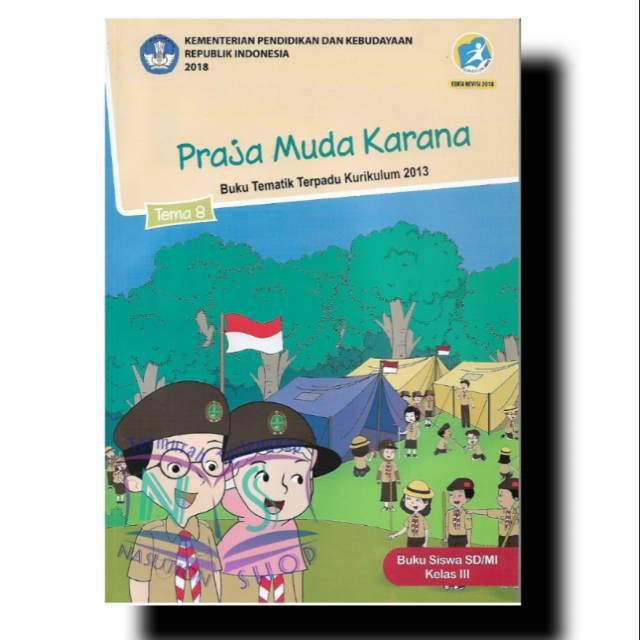 KEMENTERIAN PENDIDIKAN DAN KEBUDAYAAN
REPUBLIK INDONESIA
2018
EDISI REVISI 2018
Praja Muda Karana
Buku Tematik Terpadu Kurikulum 2013
Tema 8
NASUTION SHOP
Buku Siswa SD/MI
Kelas III